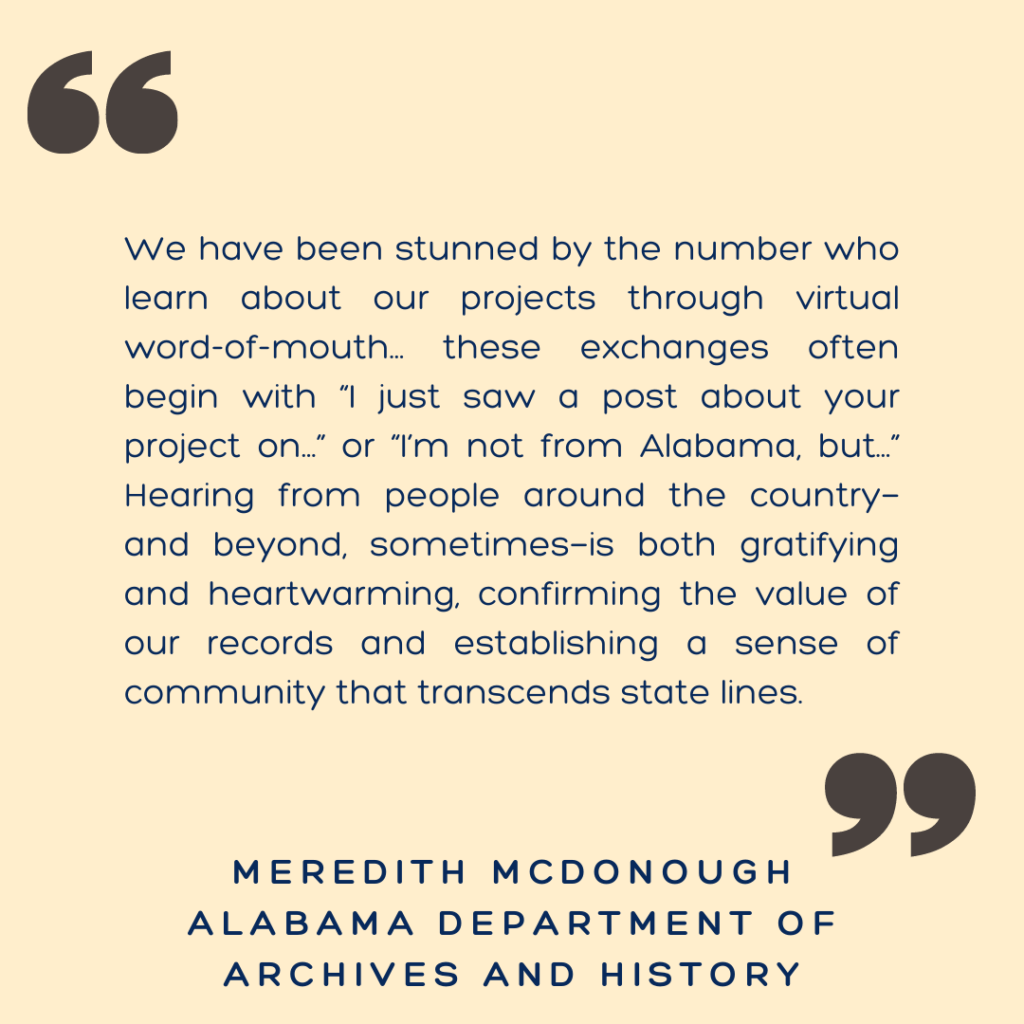 “
We have been stunned by the number who
learn about our projects through virtual
word-of-mouth... these exchanges often
begin with “I just saw a post about your
project on...” or “I’m not from Alabama, but...”
Hearing from people around the country–
and beyond, sometimes–is both gratifying
and heartwarming, confirming the value of
our records and establishing a sense of
community that transcends state lines.
”
MEREDITH MCDONOUGH
ALABAMA DEPARTMENT OF
ARCHIVES AND HISTORY